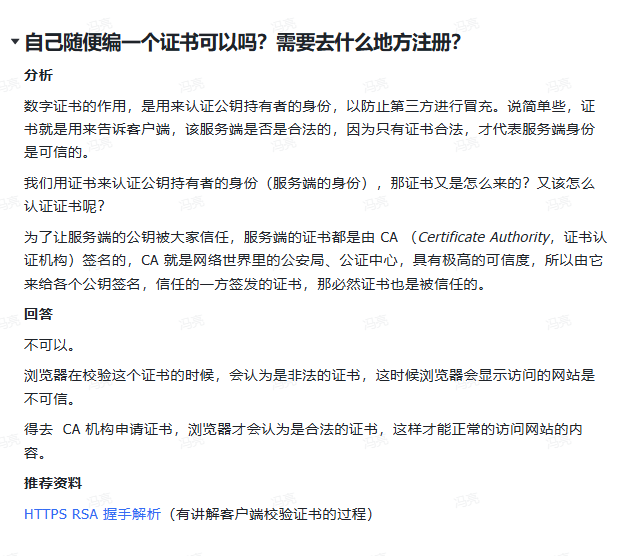 自己随便编一个证书可以吗？需要去什么地方注册？
分析
数字证书的作用，是用来认证公钥持有者的身份，以防止第三方进行冒充。说简单些，证
书就是用来告诉客户端，该服务端是否是合法的，因为只有证书合法，才代表服务端身份
是可信的。
我们用证书来认证公钥持有者的身份（服务端的身份），那证书又是怎么来的？又该怎么
认证证书呢？
为了让服务端的公钥被大家信任，服务端的证书都是由 CA （Certificate Authority，证书认
证机构）签名的，CA 就是网络世界里的公安局、公证中心，具有极高的可信度，所以由它
来给各个公钥签名，信任的一方签发的证书，那必然证书也是被信任的。
回答
不可以。
浏览器在校验这个证书的时候，会认为是非法的证书，这时候浏览器会显示访问的网站是
不可信。
得去 CA 机构申请证书，浏览器才会认为是合法的证书，这样才能正常的访问网站的内
容。
推荐资料
HTTPS RSA 握手解析（有讲解客户端校验证书的过程）